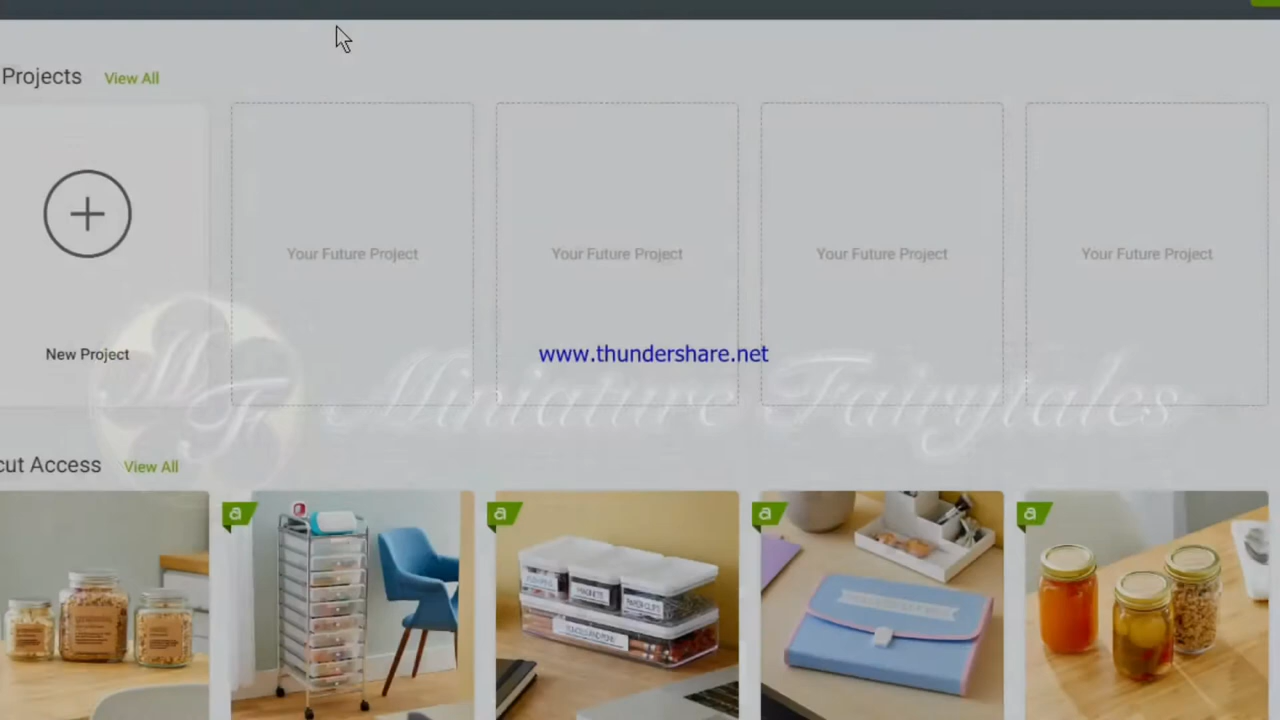 Projects View All
Your Future Project Your Future Project Your Future Project Your Future Project
New Project
www.thundershare.net
MF Miniature Fairytales
cut Access View All
a a a a